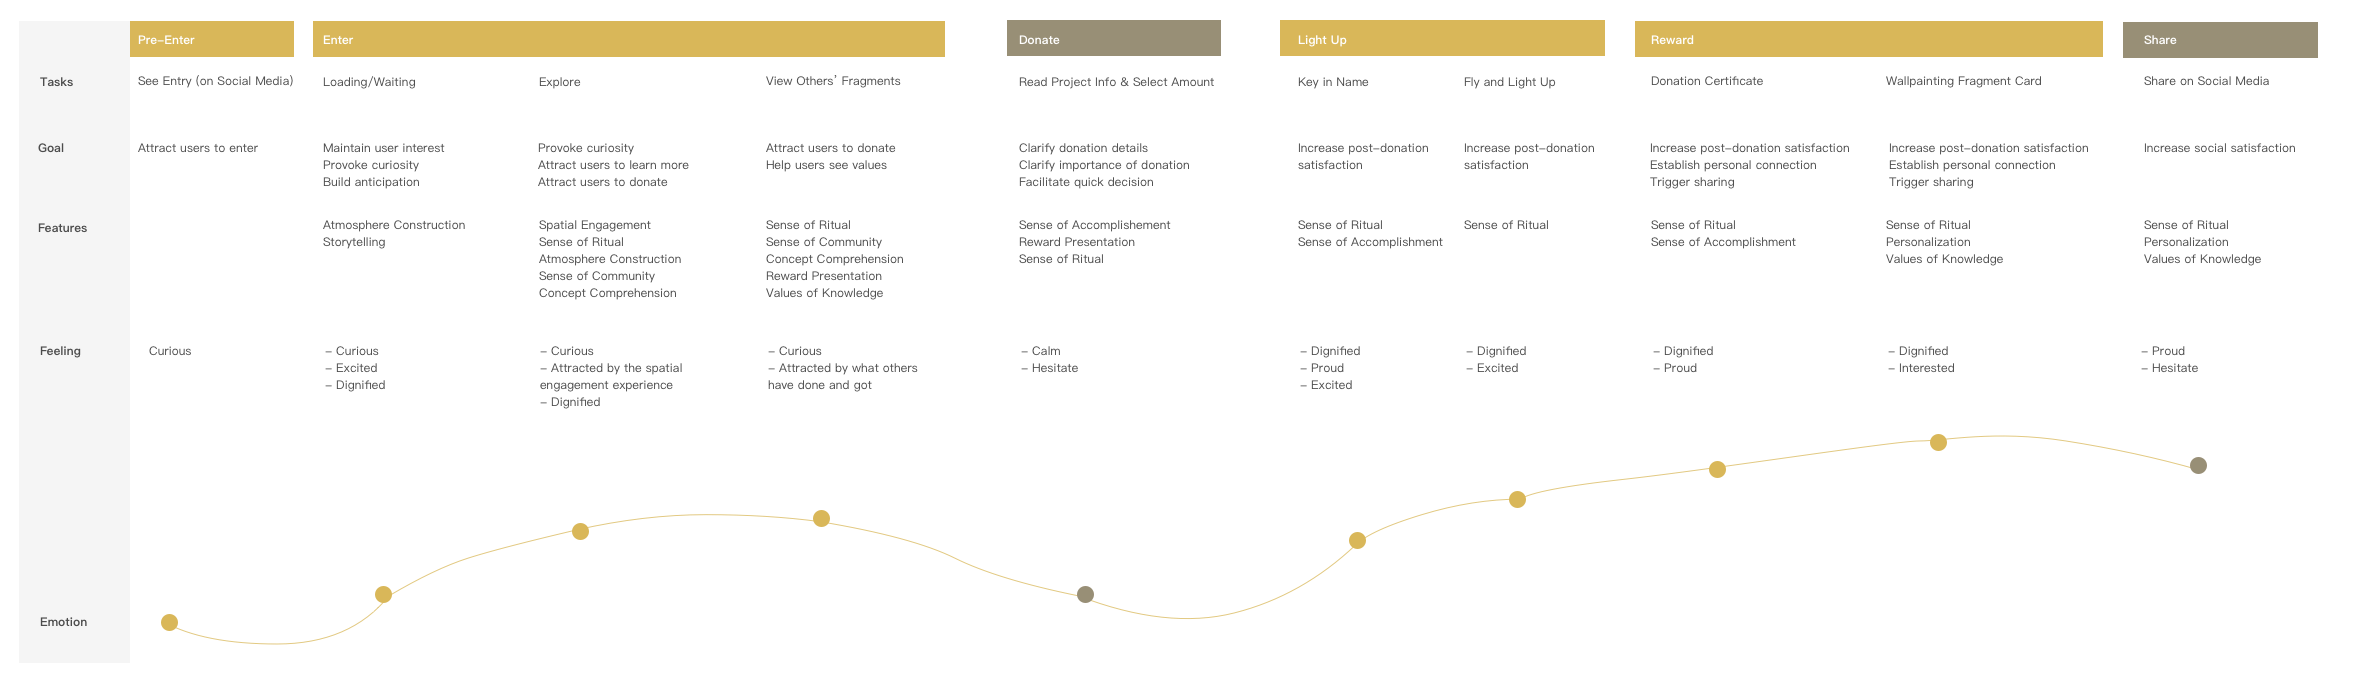 Pre-Enter
Enter
Donate
Light Up
Reward
Share
Tasks
See Entry (on Social Media)
Loading/Waiting
Explore
View Others' Fragments
Read Project Info & Select Amount
Key in Name
Fly and Light Up
Donation Certificate
Wallpainting Fragment Card
Share on Social Media
Goal
Attract users to enter
Maintain user interest
Provoke curiosity
Build anticipation
Provoke curiosity
Attract users to learn more
Attract users to donate
Attract users to donate
Help users see values
Clarify donation details
Clarify importance of donation
Facilitate quick decision
Increase post-donation
satisfaction
Increase post-donation
satisfaction
Increase post-donation satisfaction
Establish personal connection
Trigger sharing
Increase post-donation satisfaction
Establish personal connection
Trigger sharing
Increase social satisfaction
Features
Atmosphere Construction
Storytelling
Spatial Engagement
Sense of Ritual
Atmosphere Construction
Sense of Community
Concept Comprehension
Sense of Ritual
Sense of Community
Concept Comprehension
Reward Presentation
Values of Knowledge
Sense of Accomplishement
Reward Presentation
Sense of Ritual
Sense of Ritual
Sense of Accomplishment
Sense of Ritual
Sense of Ritual
Sense of Accomplishment
Sense of Ritual
Personalization
Values of Knowledge
Sense of Ritual
Personalization
Values of Knowledge
Feeling
Curious
- Curious
- Excited
- Dignified
- Curious
- Attracted by the spatial
engagement experience
- Dignified
- Curious
- Attracted by what others
have done and got
- Calm
- Hesitate
- Dignified
- Proud
- Excited
- Dignified
- Excited
- Dignified
- Proud
- Dignified
- Interested
- Proud
- Hesitate
Emotion